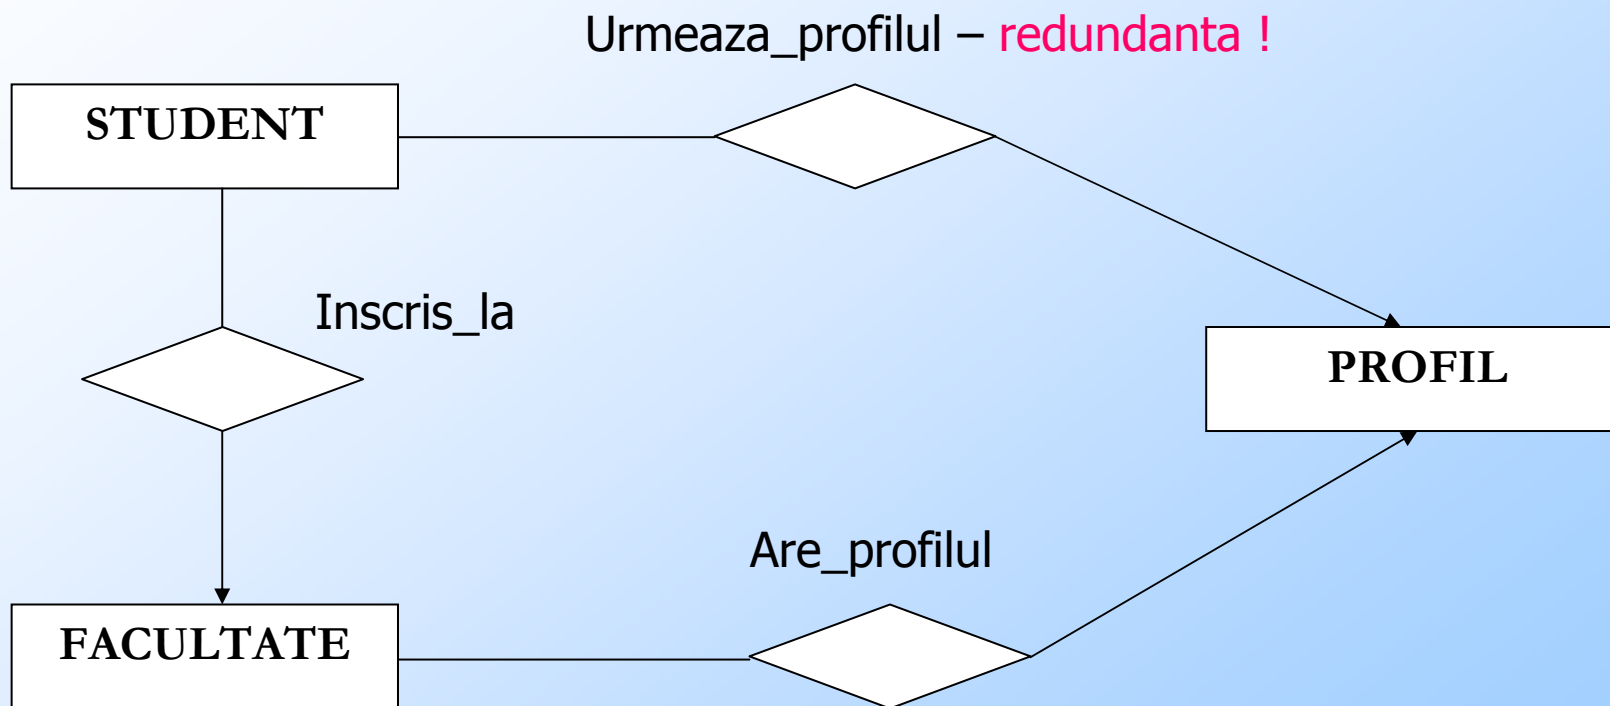 Urmeaza_profilul – redundanta !
STUDENT
Inscris_la
PROFIL
Are_profilul
FACULTATE